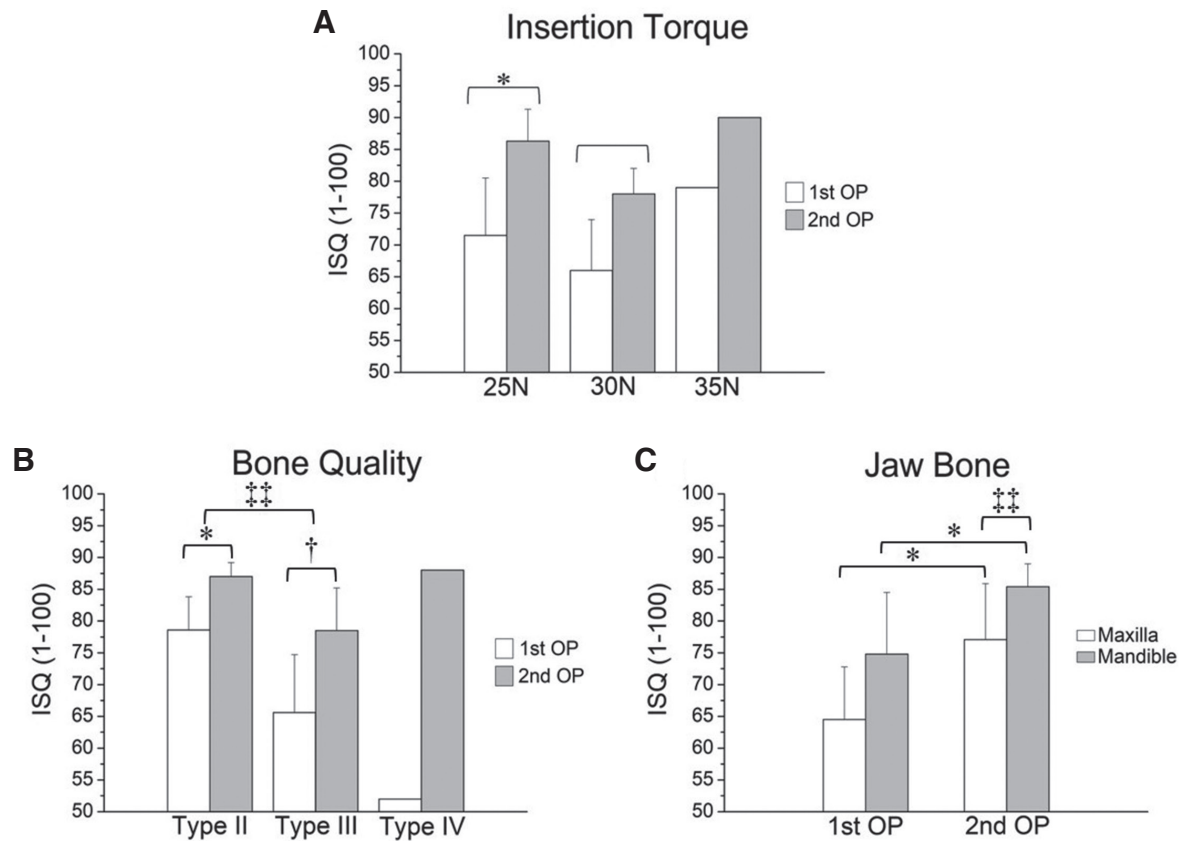 A
Insertion Torque
100
95
90
85
80
75
70
65
60
55
50
ISQ (1-100)
*
25N
30N
35N
1st OP
2nd OP
B
Bone Quality
100
95
90
85
80
75
70
65
60
55
50
ISQ (1-100)
‡‡
*
†
Type II
Type III
Type IV
1st OP
2nd OP
C
Jaw Bone
100
95
90
85
80
75
70
65
60
55
50
ISQ (1-100)
‡‡
*
*
1st OP
2nd OP
Maxilla
Mandible